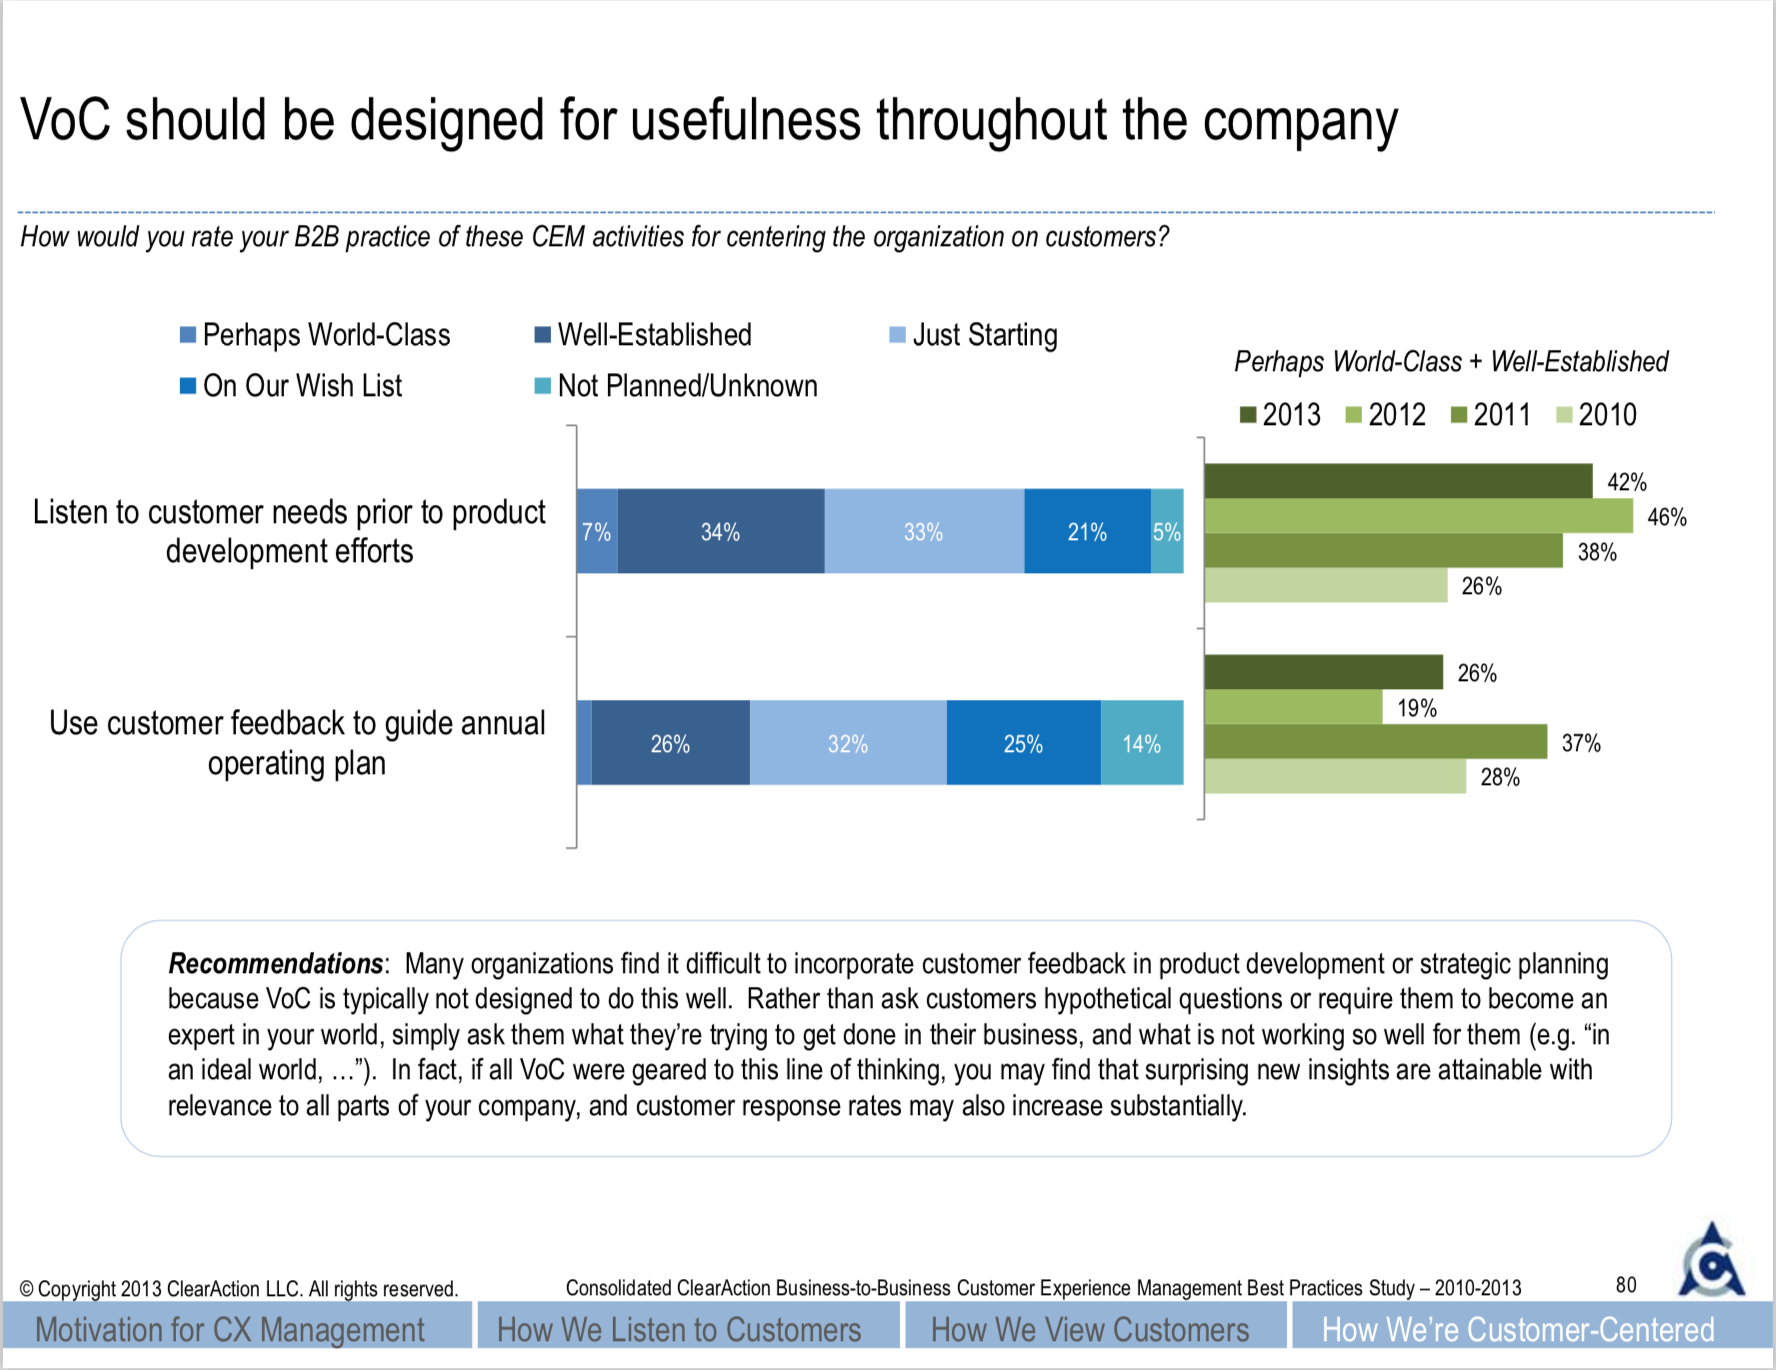 VoC should be designed for usefulness throughout the company
How would you rate your B2B practice of these CEM activities for centering the organization on customers?
Perhaps World-Class
Well-Established
Just Starting
On Our Wish List
Not Planned/Unknown
Perhaps World-Class + Well-Established
2013
2012
2011
2010
Listen to customer needs prior to product
development efforts
7%
34%
33%
21%
5%
42%
46%
38%
26%
Use customer feedback to guide annual
operating plan
26%
32%
25%
14%
26%
19%
37%
28%
Recommendations: Many organizations find it difficult to incorporate customer feedback in product development or strategic planning
because VoC is typically not designed to do this well. Rather than ask customers hypothetical questions or require them to become an
expert in your world, simply ask them what they’re trying to get done in their business, and what is not working so well for them (e.g. “in
an ideal world, …”). In fact, if all VoC were geared to this line of thinking, you may find that surprising new insights are attainable with
relevance to all parts of your company, and customer response rates may also increase substantially.
© Copyright 2013 ClearAction LLC. All rights reserved.
Consolidated ClearAction Business-to-Business Customer Experience Management Best Practices Study – 2010-2013
80
Motivation for CX Management
How We Listen to Customers
How We View Customers
How We’re Customer-Centered